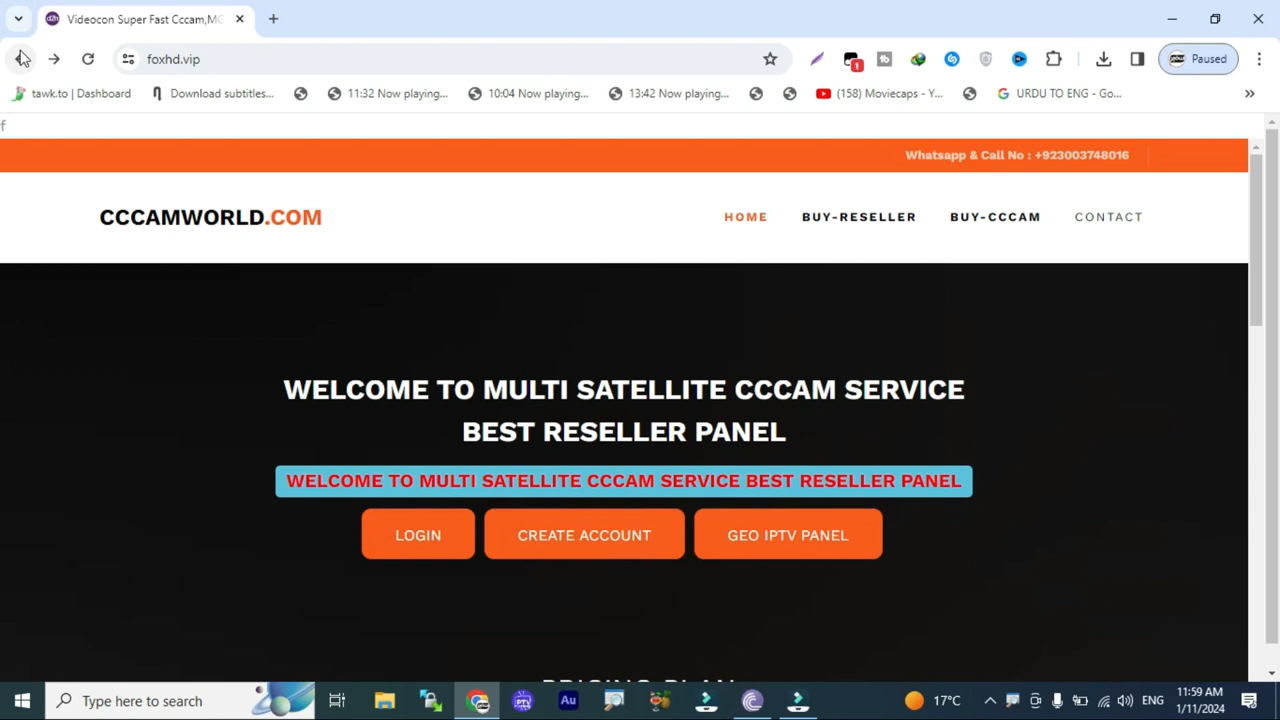 Videocon Super Fast Cccam,MG
foxhd.vip
1
Paused
tawk.to | Dashboard
Download subtitles...
11:32 Now playing....
10:04 Now playing....
13:42 Now playing....
(158) Moviecaps - Y...
URDU TO ENG - Go...
f
Whatsapp & Call No : +923003748016
CCCAMWORLD.COM
HOME
BUY-RESELLER
BUY-CCCAM
CONTACT
WELCOME TO MULTI SATELLITE CCCAM SERVICE
BEST RESELLER PANEL
WELCOME TO MULTI SATELLITE CCCAM SERVICE BEST RESELLER PANEL
LOGIN
CREATE ACCOUNT
GEO IPTV PANEL
PRICING PLAN
Type here to search
17°C
ENG
11:59 AM
1/11/2024